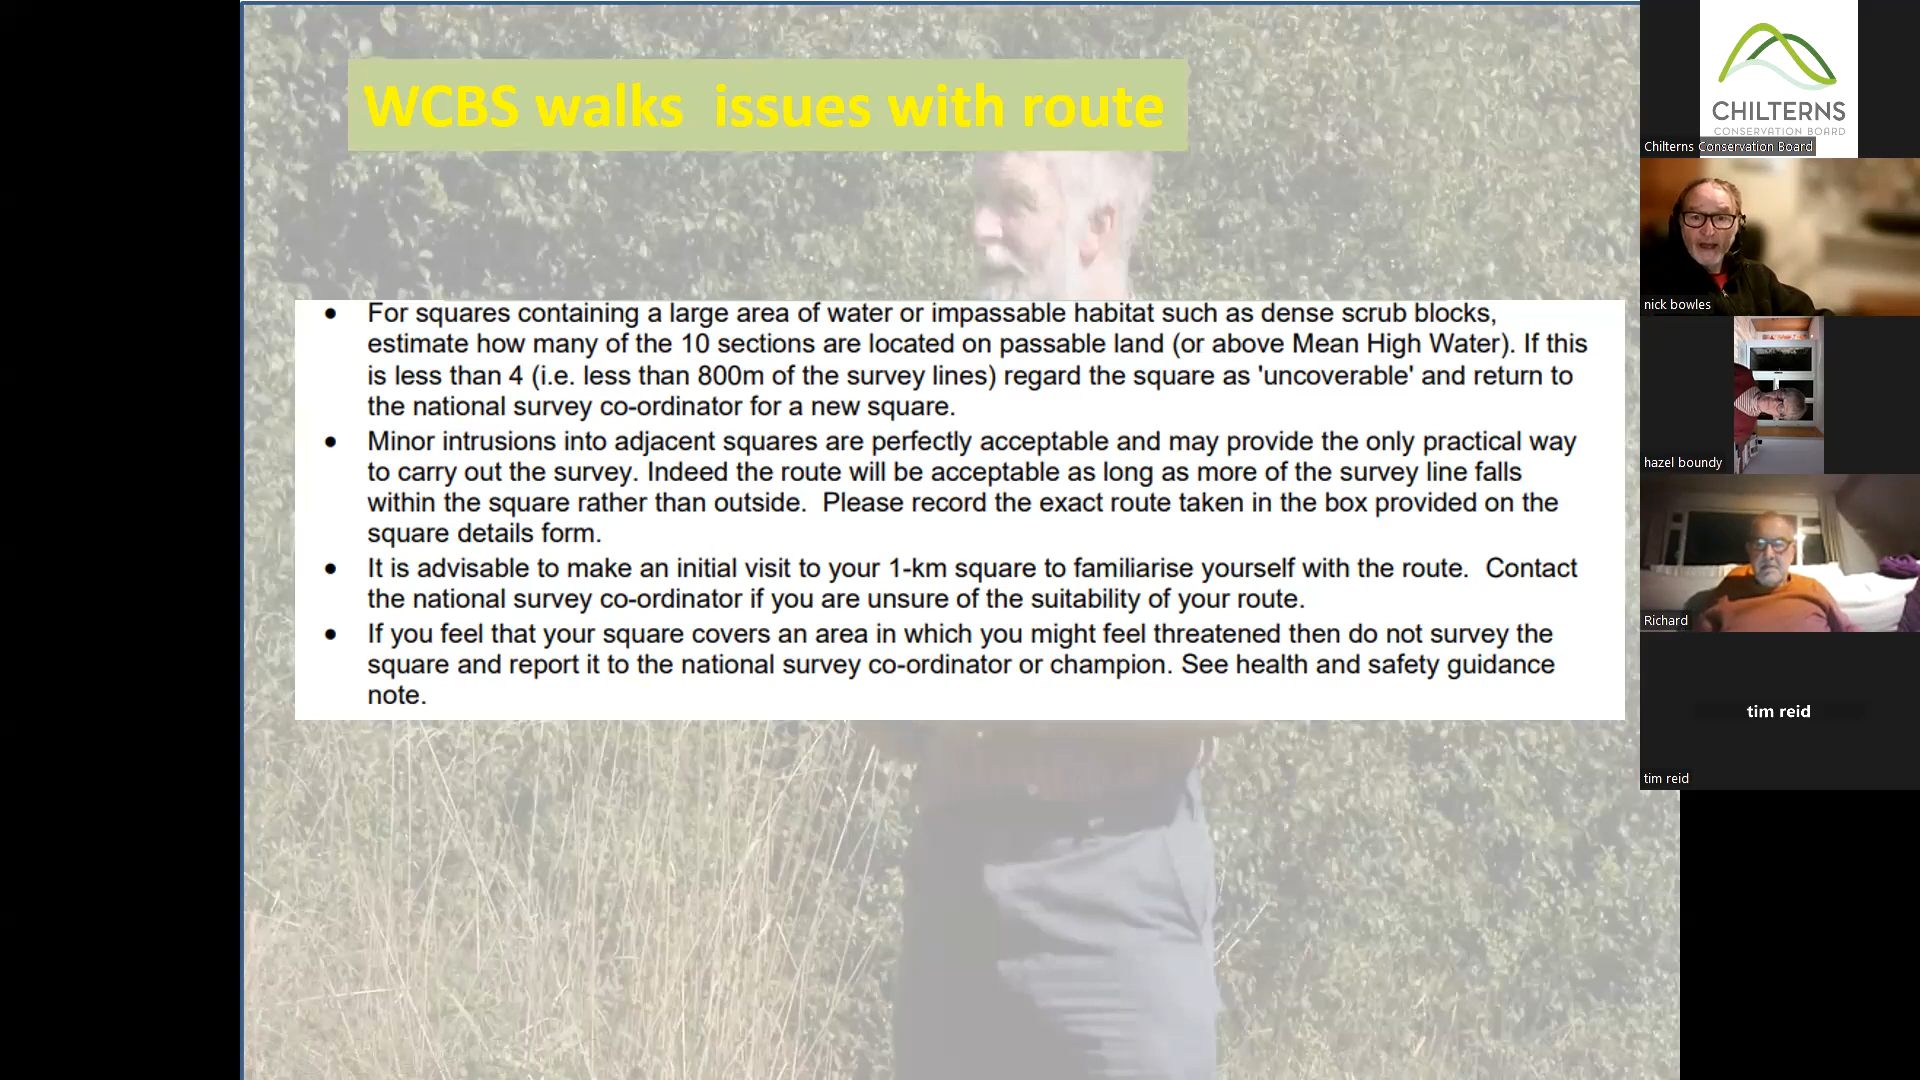 WCBS walks  issues with route
• For squares containing a large area of water or impassable habitat such as dense scrub blocks,
estimate how many of the 10 sections are located on passable land (or above Mean High Water). If this
is less than 4 (i.e. less than 800m of the survey lines) regard the square as 'uncoverable' and return to
the national survey co-ordinator for a new square.
• Minor intrusions into adjacent squares are perfectly acceptable and may provide the only practical way
to carry out the survey. Indeed the route will be acceptable as long as more of the survey line falls
within the square rather than outside.  Please record the exact route taken in the box provided on the
square details form.
• It is advisable to make an initial visit to your 1-km square to familiarise yourself with the route.  Contact
the national survey co-ordinator if you are unsure of the suitability of your route.
• If you feel that your square covers an area in which you might feel threatened then do not survey the
square and report it to the national survey co-ordinator or champion. See health and safety guidance
note.
CHILTERNS
CONSERVATION BOARD
Chilterns Conservation Board
nick bowles
hazel boundy
Richard
tim reid
tim reid